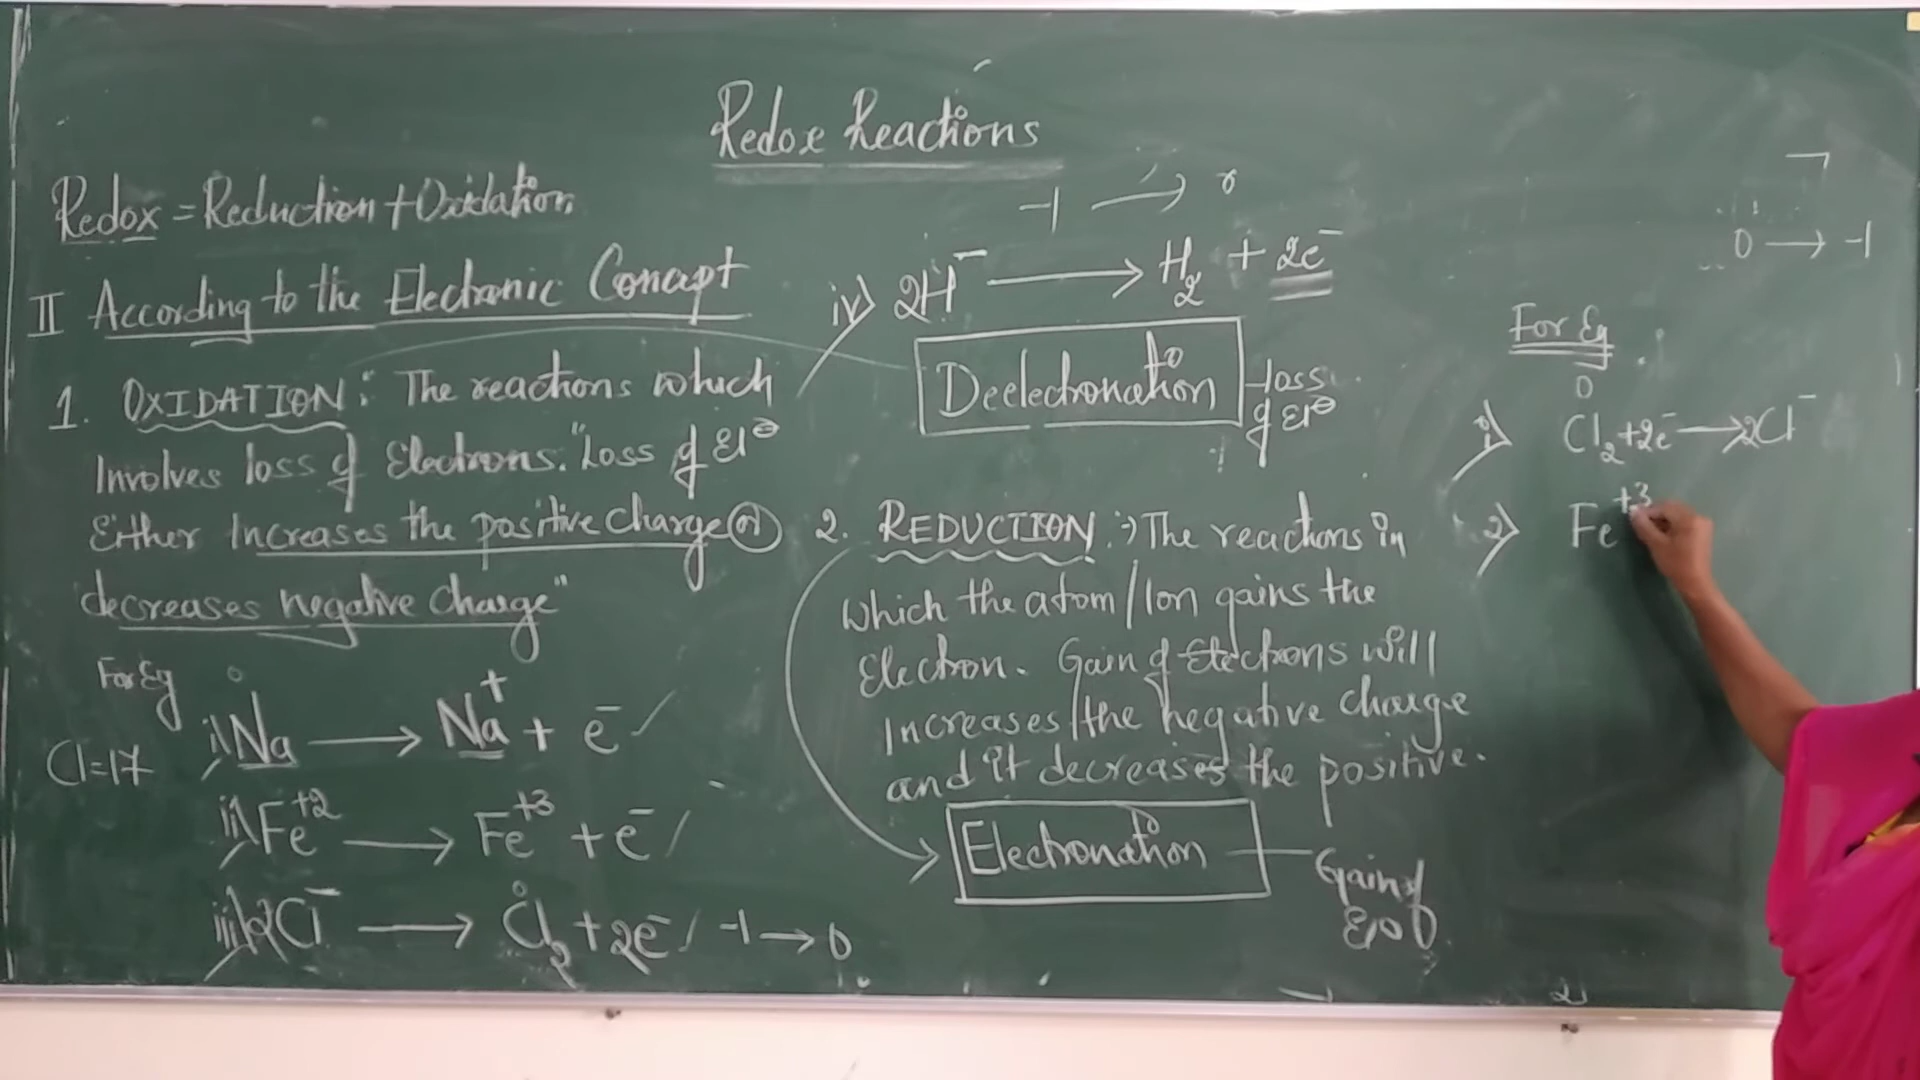 Redox Reactions
Redox = Reduction + Oxidation
II According to the Electronic Concept
1. OXIDATION : The reactions which
Involves loss of Electrons. "Loss of El⊖
Either Increases the positive charge (or)
decreases negative charge"
For Eg
Cl=17
i) Na⁰ ⟶ Na⁺ + e⁻
ii) Fe⁺² ⟶ Fe⁺³ + e⁻
iii) 2Cl⁻ ⟶ Cl₂⁰ + 2e⁻ -1 → 0
-1 ⟶ 0
iv) 2H⁻ ⟶ H₂ + 2e⁻
Deelectronation
loss
of El⊖
2. REDUCTION :→ The reactions in
which the atom/Ion gains the
Electron. Gain of Electrons will
Increases the negative charge
and it decreases the positive.
Electronation
Gain of
0 ⟶ -1
For Eg
0
1) Cl₂ + 2e⁻ ⟶ 2Cl⁻
2) Fe⁺³